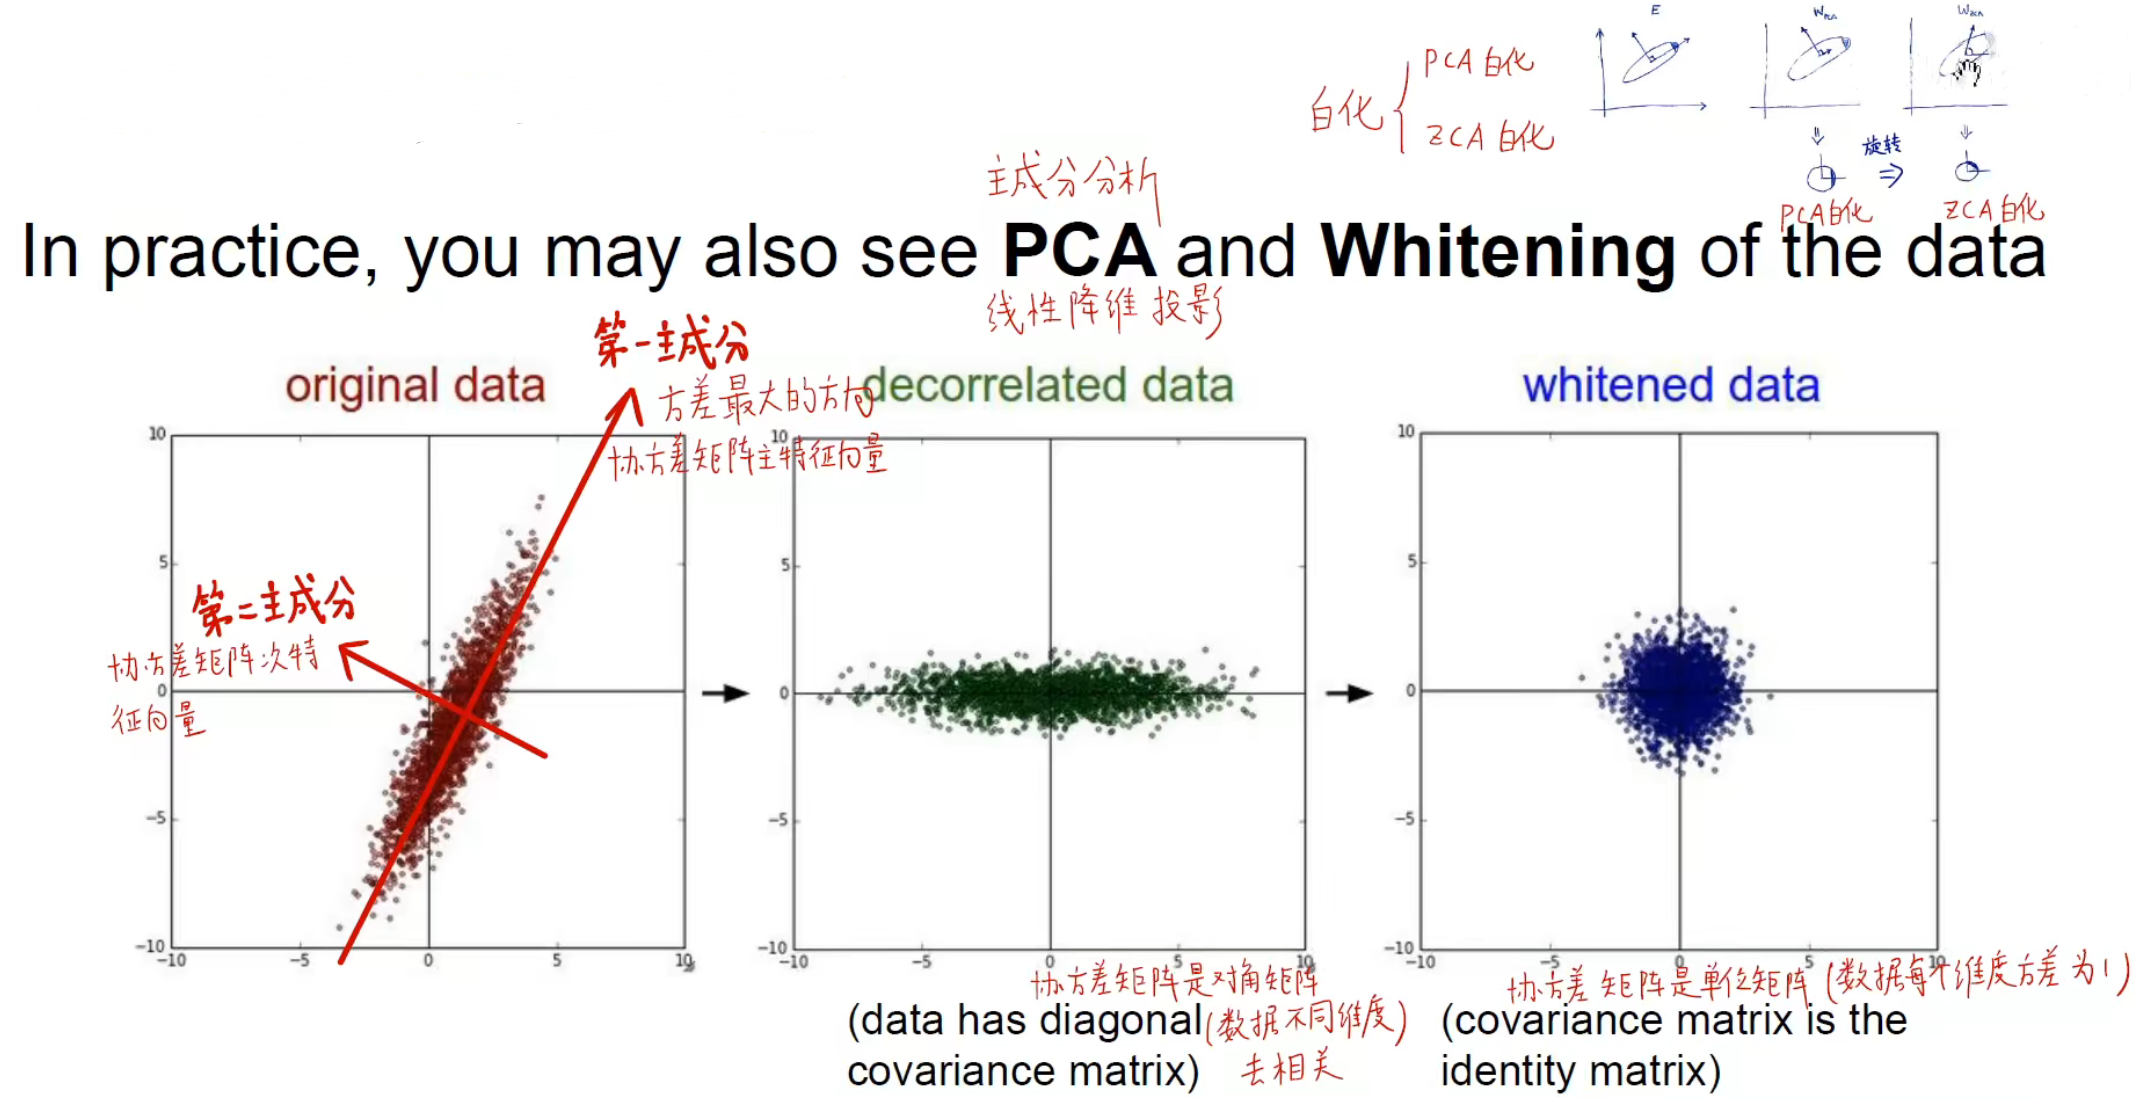 E
W_PCA
W_ZCA
白化
PCA 白化
ZCA 白化
旋转
PCA白化
ZCA 白化
主成分分析
In practice, you may also see PCA and Whitening of the data
线性降维 投影
第一主成分
original data
方差最大的方向
decorrelated data
whitened data
协方差矩阵主特征向量
第二主成分
协方差矩阵次特
征向量
10
5
0
−5
−10
−10
−5
0
5
10
10
5
0
−5
−10
−10
−5
0
5
10
10
5
0
−5
−10
−10
−5
0
5
10
协方差矩阵是对角矩阵
(data has diagonal
covariance matrix)
(数据不同维度)
去相关
协方差矩阵是单位矩阵 (数据每个维度方差为1)
(covariance matrix is the
identity matrix)